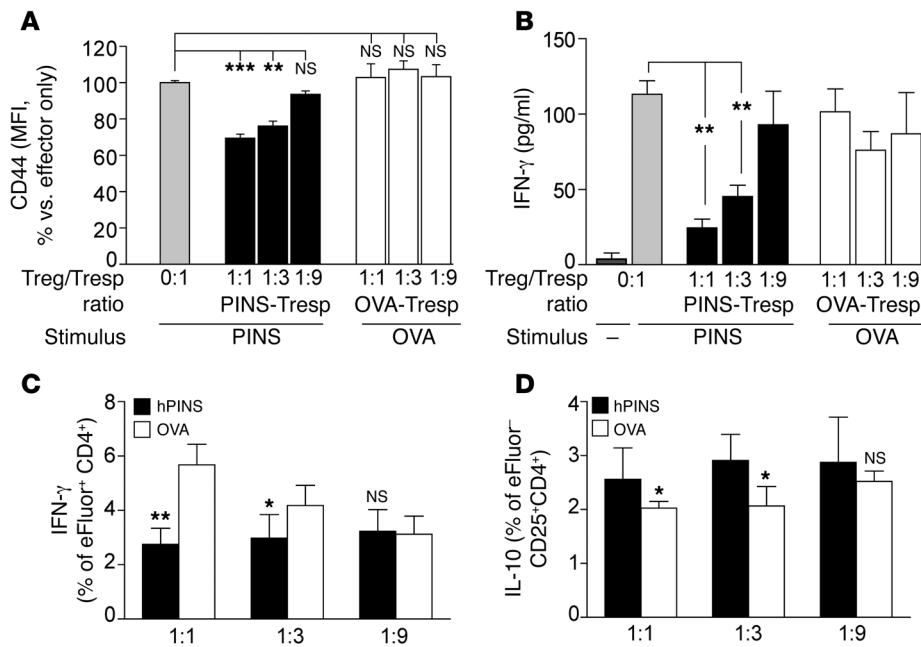 A
CD44 (MFI,
% vs. effector only)
120
100
80
60
40
20
0
*** ** NS
NS NS NS
Treg/Tresp
ratio
0:1 1:1 1:3 1:9 1:1 1:3 1:9
PINS-Tresp OVA-Tresp
Stimulus PINS OVA
B
IFN-γ (pg/ml)
150
100
50
0
**
**
Treg/Tresp
ratio
0:1 1:1 1:3 1:9 1:1 1:3 1:9
PINS-Tresp OVA-Tresp
Stimulus – PINS OVA
C
IFN-γ
(% of eFluor⁺ CD4⁺)
8
6
4
2
0
hPINS
OVA
** * NS
1:1 1:3 1:9
D
IL-10 (% of eFluor⁻
CD25⁺CD4⁺)
4
3
2
1
0
hPINS
OVA
* * NS
1:1 1:3 1:9